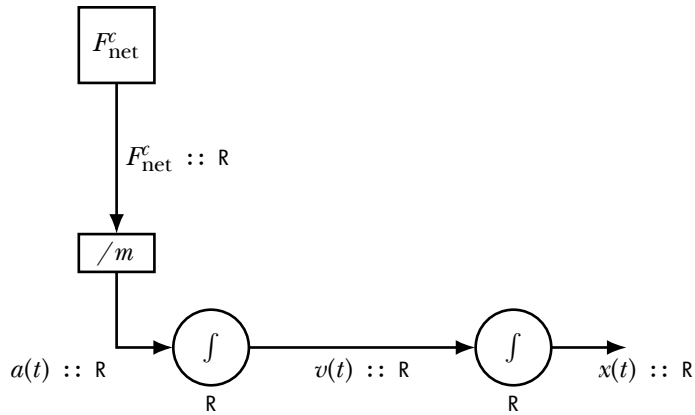 F^c_net
F^c_net :: R
/m
∫ ∫
a(t) :: R v(t) :: R x(t) :: R
R R